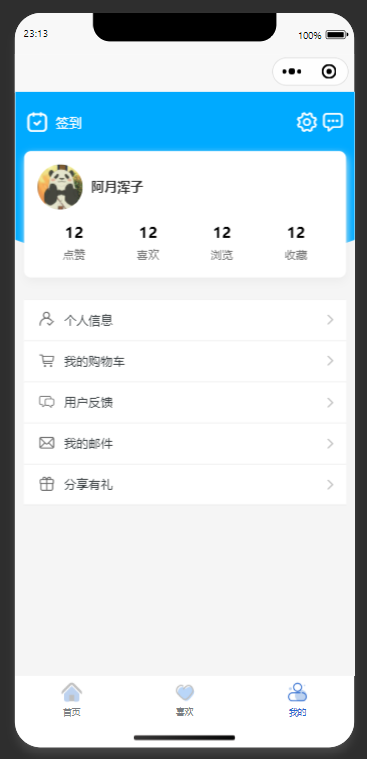 23:13
100%
签到
阿月浑子
12 12 12 12
点赞 喜欢 浏览 收藏
个人信息
我的购物车
用户反馈
我的邮件
分享有礼
首页 喜欢 我的